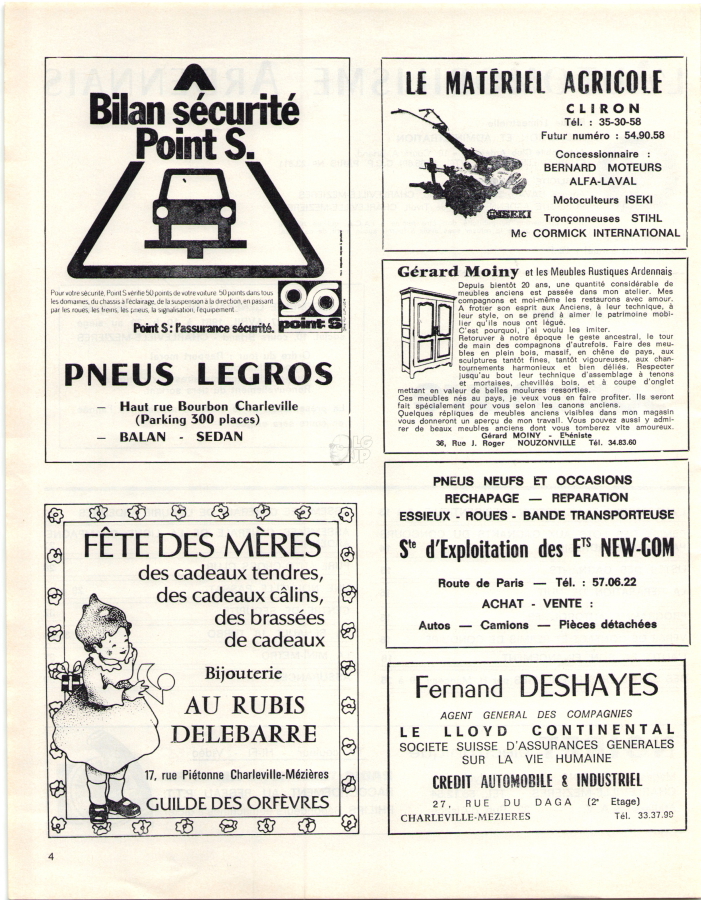 Bilan sécurité
Point S.
Pour votre sécurité, Point S vérifie 50 points de votre voiture 50 points dans tous
les domaines, du chassis à l'éclairage, de la suspension à la direction, en passant
par les roues, les freins, les pneus, la signalisation, l'équipement.
Point S : l'assurance sécurité.
point S
PNEUS LEGROS
— Haut rue Bourbon Charleville
(Parking 300 places)
— BALAN - SEDAN
FÊTE DES MÈRES
des cadeaux tendres,
des cadeaux câlins,
des brassées
de cadeaux
Bijouterie
AU RUBIS
DELEBARRE
17, rue Piétonne Charleville-Mézières
GUILDE DES ORFÈVRES
LE MATÉRIEL AGRICOLE
CLIRON
Tél. : 35-30-58
Futur numéro : 54.90.58
Concessionnaire :
BERNARD MOTEURS
ALFA-LAVAL
Motoculteurs ISEKI
ISEKI
Tronçonneuses STIHL
Mc CORMICK INTERNATIONAL
Gérard Moiny et les Meubles Rustiques Ardennais
Depuis bientôt 20 ans, une quantité considérable de
meubles anciens est passée dans mon atelier. Mes
compagnons et moi-même les restaurons avec amour.
A frotter son esprit aux Anciens, à leur technique, à
leur style, on se prend à aimer le patrimoine mobi-
lier qu'ils nous ont légué.
C'est pourquoi, j'ai voulu les imiter.
Retoruver à notre époque le geste ancestral, le tour
de main des compagnons d'autrefois. Faire des meu-
bles en plein bois, massif, en chêne de pays, aux
sculptures tantôt fines, tantôt vigoureuses, aux chan-
tournements harmonieux et bien déliés. Respecter
jusqu'au bout leur technique d'assemblage à tenons
et mortaises, chevillés bois, et à coupe d'onglet
mettant en valeur de belles moulures ressorties.
Ces meubles nés au pays, je veux vous en faire profiter. Ils seront
fait spécialement pour vous selon les canons anciens.
Quelques répliques de meubles anciens visibles dans mon magasin
vous donneront un aperçu de mon travail. Vous pouvez aussi y admi-
rer de beaux meubles anciens dont vous tomberez vite amoureux.
Gérard MOINY - Ebéniste
36, Rue J. Roger NOUZONVILLE Tél. 34.83.60
PNEUS NEUFS ET OCCASIONS
RECHAPAGE — REPARATION
ESSIEUX - ROUES - BANDE TRANSPORTEUSE
Ste d'Exploitation des ETS NEW-COM
Route de Paris — Tél. : 57.06.22
ACHAT - VENTE :
Autos — Camions — Pièces détachées
Fernand DESHAYES
AGENT GENERAL DES COMPAGNIES
LE LLOYD CONTINENTAL
SOCIETE SUISSE D'ASSURANCES GENERALES
SUR LA VIE HUMAINE
CREDIT AUTOMOBILE & INDUSTRIEL
27, RUE DU DAGA (2e Etage)
CHARLEVILLE-MEZIERES Tél. 33.37.90
4